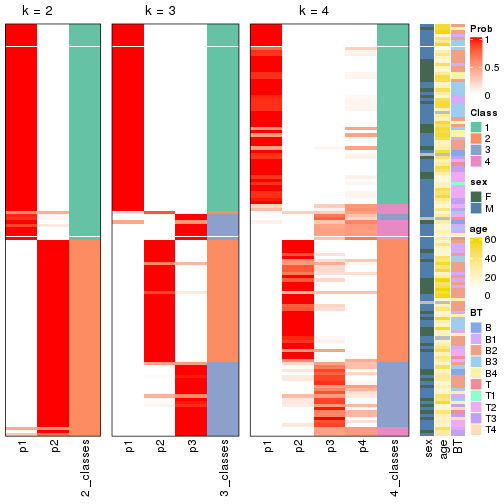 k = 2
k = 3
k = 4
p1
p2
2_classes
p1
p2
p3
3_classes
p1
p2
p3
p4
4_classes
sex
age
BT
Prob
1
0.5
0
Class
1
2
3
4
sex
F
M
age
60
40
20
0
BT
B
B1
B2
B3
B4
T
T1
T2
T3
T4